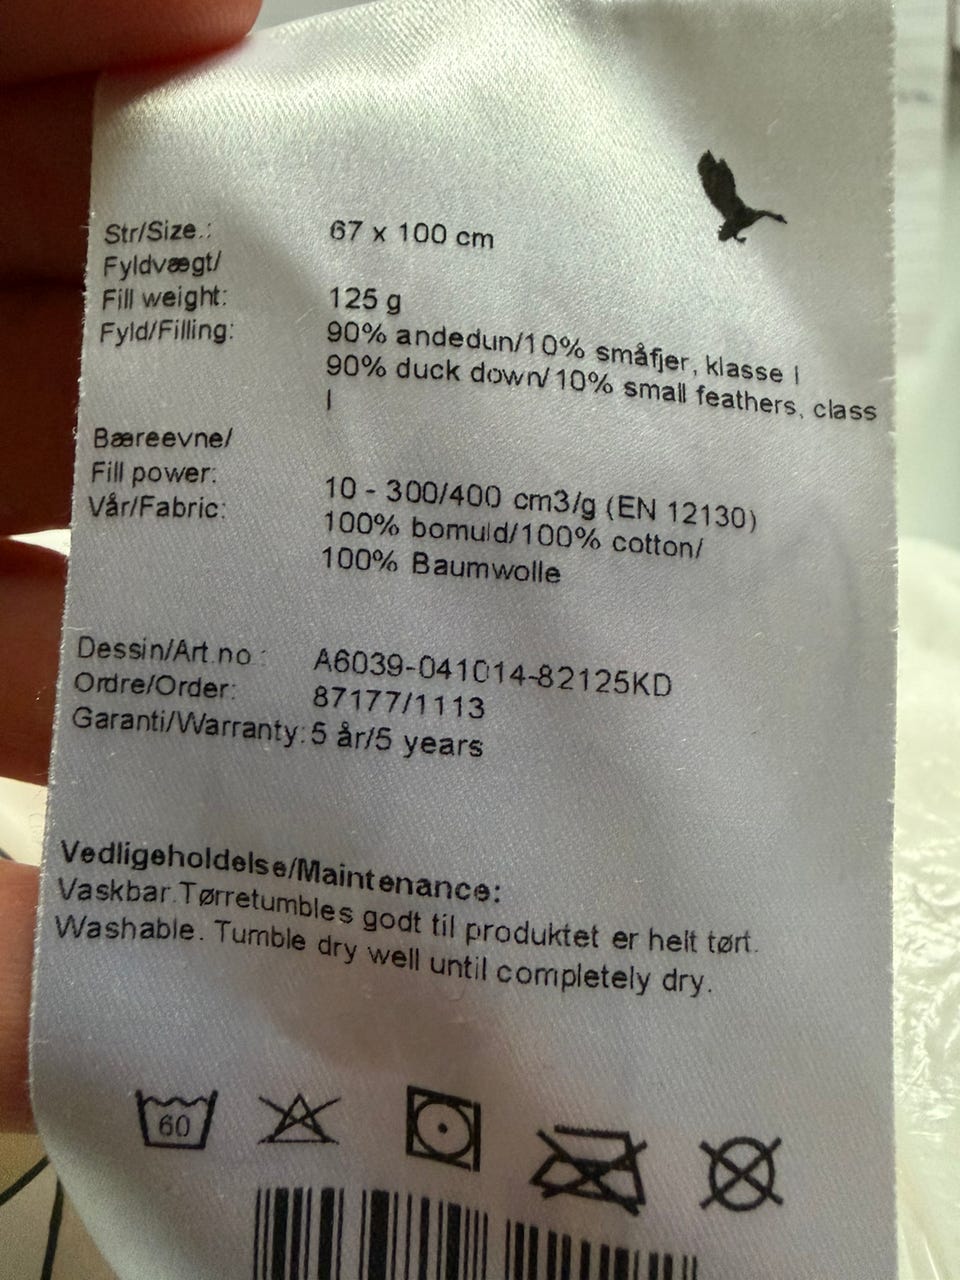 Str/Size.: 67 x 100 cm
Fyldvægt/
Fill weight: 125 g
Fyld/Filling: 90% andedun/10% småfjer, klasse I
90% duck down/10% small feathers, class
I
Bæreevne/
Fill power: 10 - 300/400 cm3/g (EN 12130)
Vår/Fabric: 100% bomuld/100% cotton/
100% Baumwolle
Dessin/Art.no.: A6039-041014-82125KD
Ordre/Order: 87177/1113
Garanti/Warranty: 5 år/5 years
Vedligeholdelse/Maintenance:
Vaskbar.Tørretumbles godt til produktet er helt tørt.
Washable. Tumble dry well until completely dry.
60